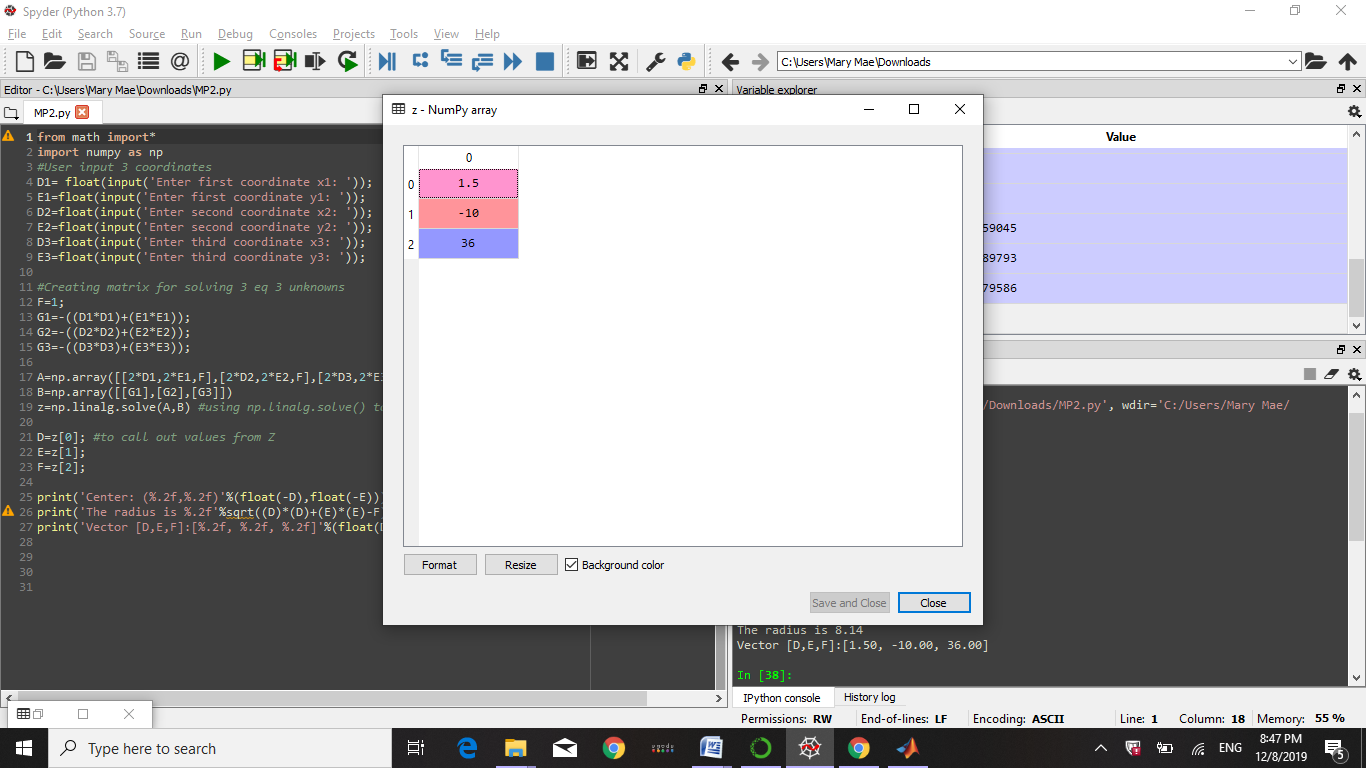 Spyder (Python 3.7)
File Edit Search Source Run Debug Consoles Projects Tools View Help
C:\Users\Mary Mae\Downloads
Editor - C:\Users\Mary Mae\Downloads\MP2.py
Variable explorer
MP2.py
z - NumPy array
Value
0
0 1.5
1 -10
2 36
59045
89793
79586
1 from math import*
2 import numpy as np
3 #User input 3 coordinates
4 D1= float(input('Enter first coordinate x1: '));
5 E1=float(input('Enter first coordinate y1: '));
6 D2=float(input('Enter second coordinate x2: '));
7 E2=float(input('Enter second coordinate y2: '));
8 D3=float(input('Enter third coordinate x3: '));
9 E3=float(input('Enter third coordinate y3: '));
10
11 #Creating matrix for solving 3 eq 3 unknowns
12 F=1;
13 G1=-((D1*D1)+(E1*E1));
14 G2=-((D2*D2)+(E2*E2));
15 G3=-((D3*D3)+(E3*E3));
16
17 A=np.array([[2*D1,2*E1,F],[2*D2,2*E2,F],[2*D3,2*E3
18 B=np.array([[G1],[G2],[G3]])
19 z=np.linalg.solve(A,B) #using np.linalg.solve() to
20
21 D=z[0]; #to call out values from Z
22 E=z[1];
23 F=z[2];
24
25 print('Center: (%.2f,%.2f)'%(float(-D),float(-E))
26 print('The radius is %.2f'%sqrt((D)*(D)+(E)*(E)-F
27 print('Vector [D,E,F]:[%.2f, %.2f, %.2f]'%(float(D
28
29
30
31
Format Resize Background color
Save and Close Close
/Downloads/MP2.py', wdir='C:/Users/Mary Mae/
The radius is 8.14
Vector [D,E,F]:[1.50, -10.00, 36.00]
In [38]:
IPython console History log
Permissions: RW End-of-lines: LF Encoding: ASCII Line: 1 Column: 18 Memory: 55 %
Type here to search
ENG
8:47 PM
12/8/2019
5